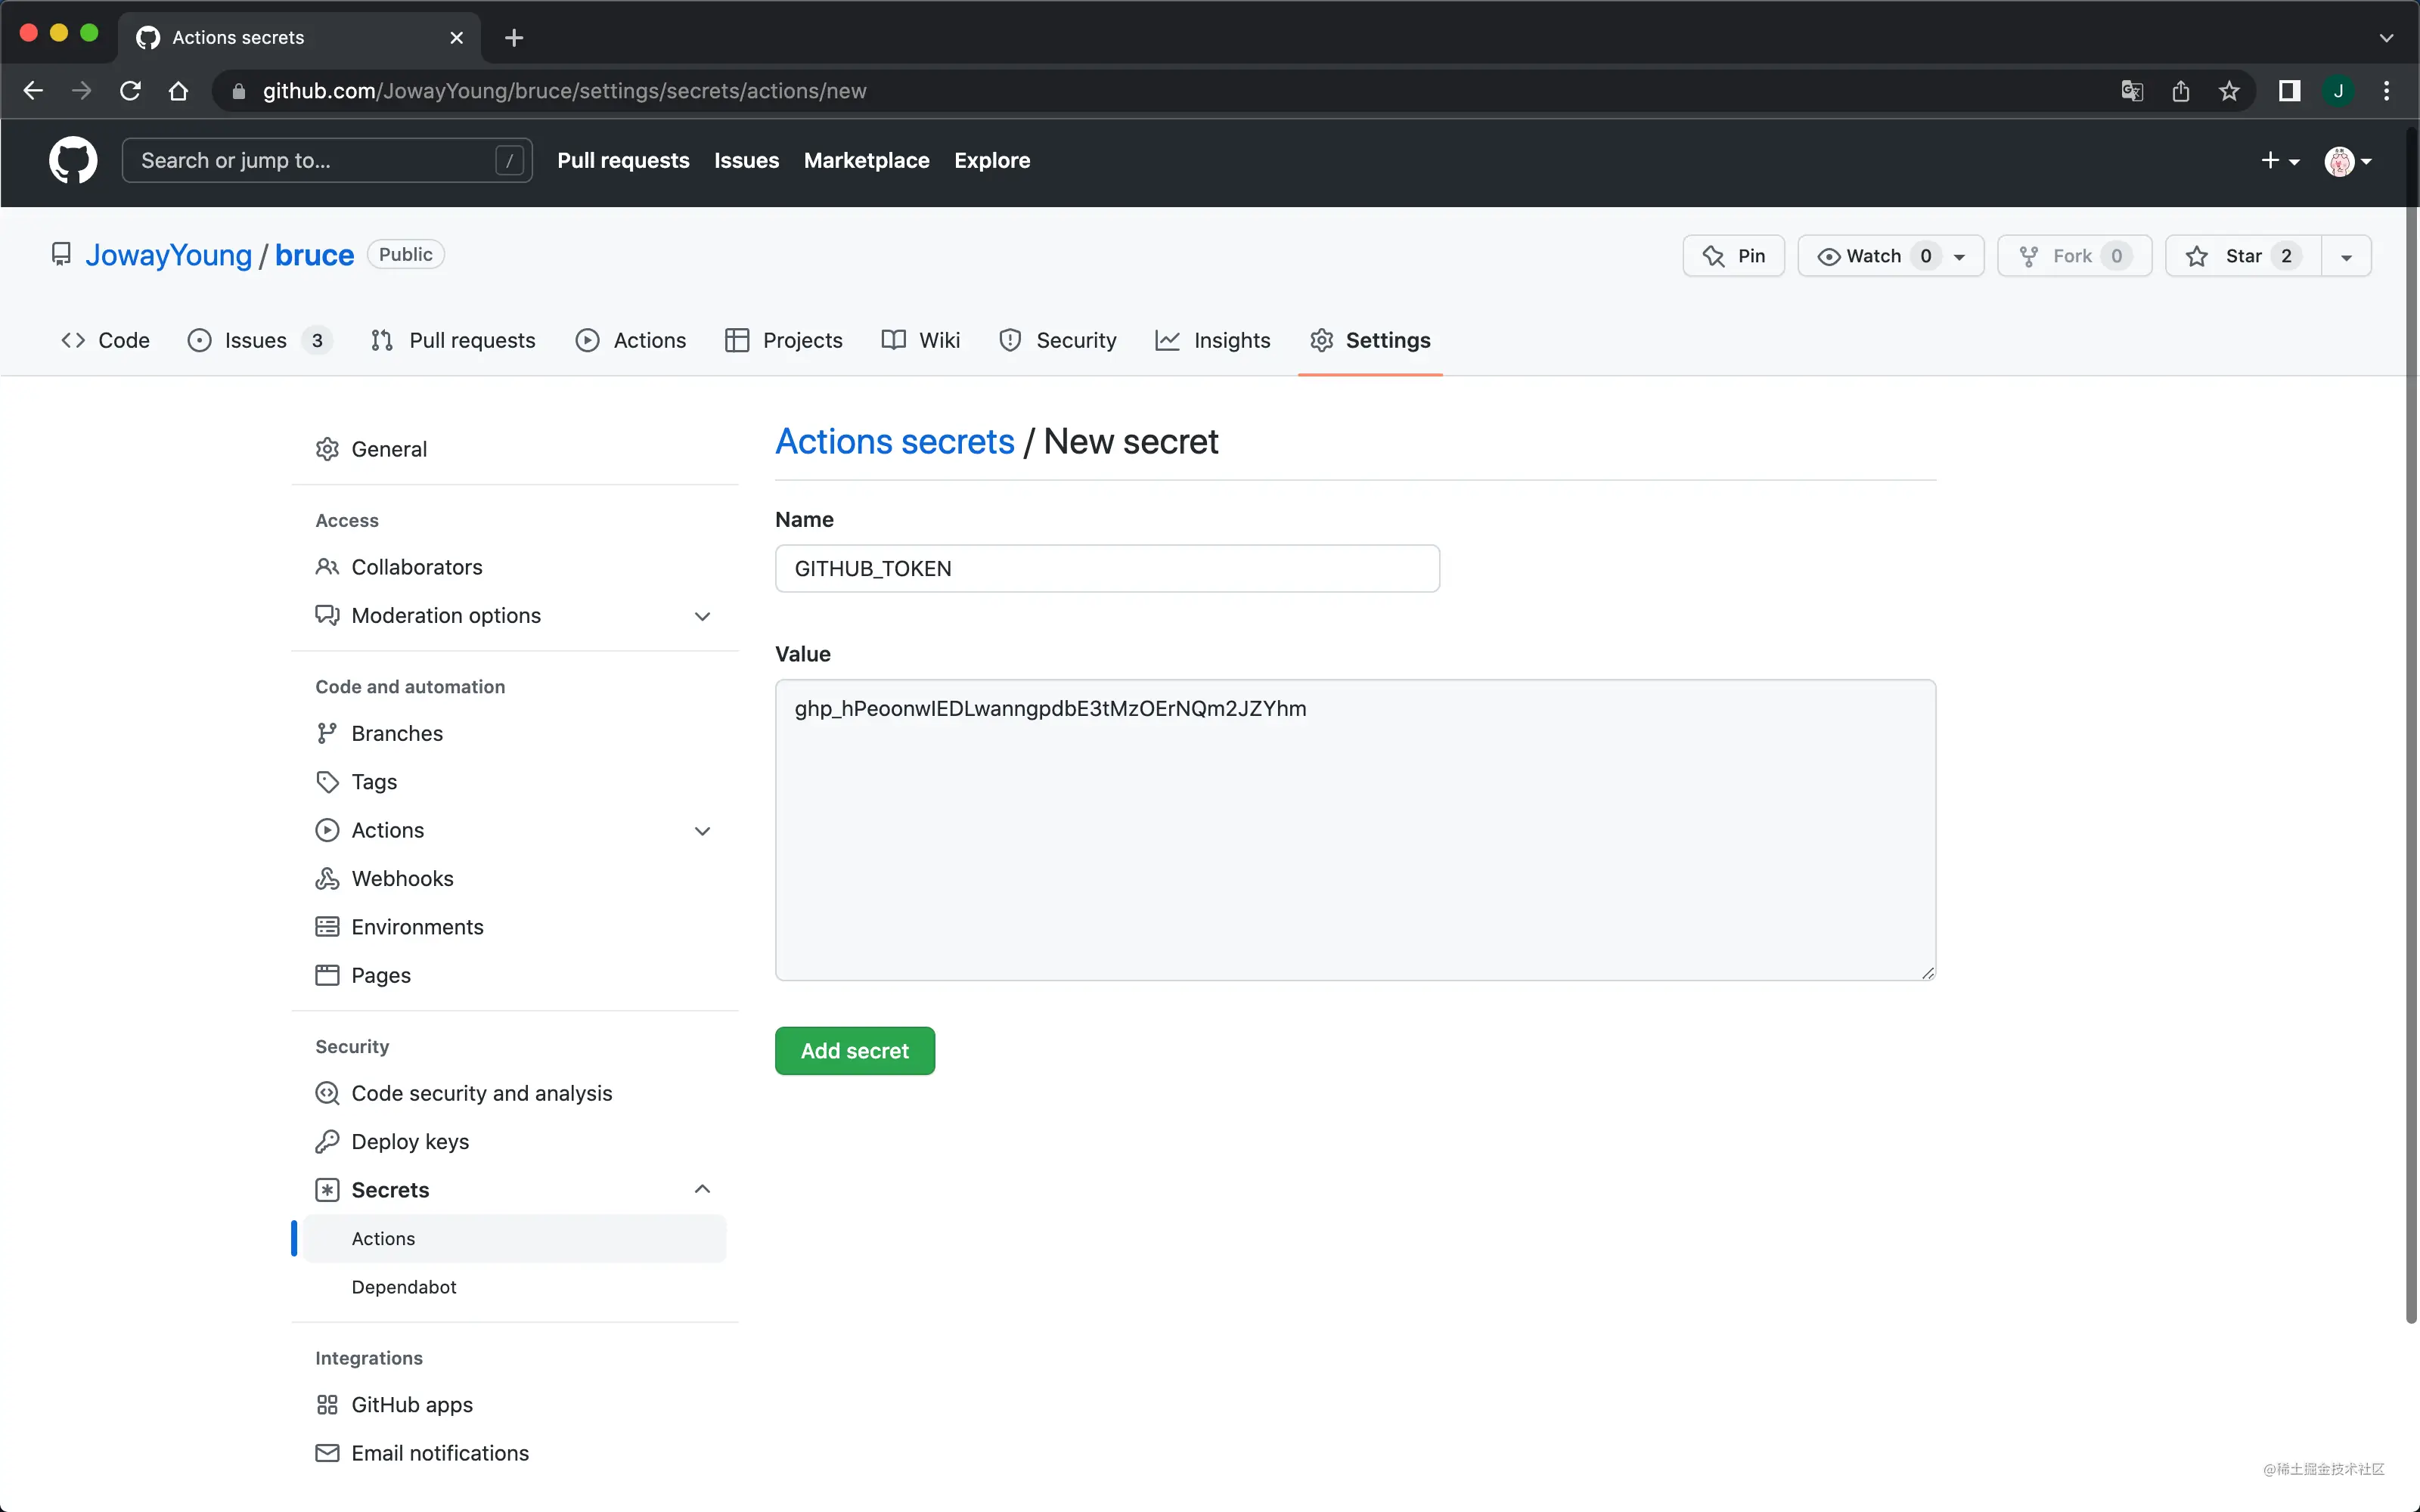 Actions secrets
github.com/JowayYoung/bruce/settings/secrets/actions/new
J
Search or jump to...
/
Pull requests
Issues
Marketplace
Explore
JowayYoung / bruce
Public
Pin
Watch 0
Fork 0
Star 2
Code
Issues 3
Pull requests
Actions
Projects
Wiki
Security
Insights
Settings
General
Access
Collaborators
Moderation options
Code and automation
Branches
Tags
Actions
Webhooks
Environments
Pages
Security
Code security and analysis
Deploy keys
Secrets
Actions
Dependabot
Integrations
GitHub apps
Email notifications
Actions secrets / New secret
Name
GITHUB_TOKEN
Value
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
Add secret
@稀土掘金技术社区